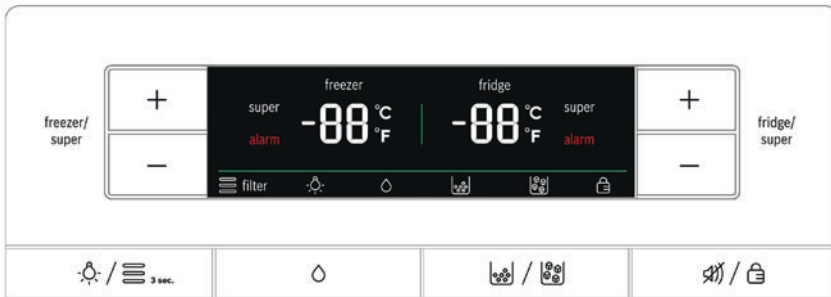 freezer/
super
+
−
freezer
super
alarm
-88 °C
°F
fridge
-88 °C
°F
super
alarm
filter
+
−
fridge/
super
/ 3 sec.
/
/